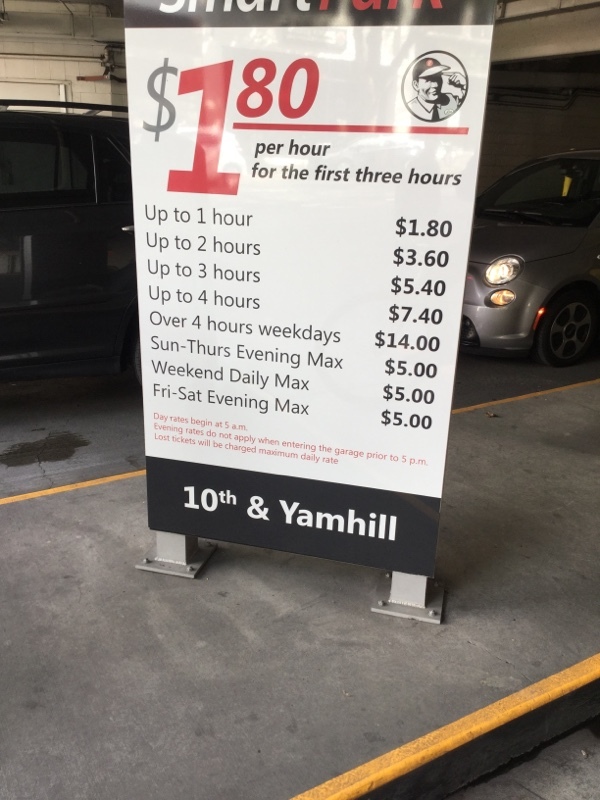 SmartPark
$1 80
per hour
for the first three hours
Up to 1 hour $1.80
Up to 2 hours $3.60
Up to 3 hours $5.40
Up to 4 hours $7.40
Over 4 hours weekdays $14.00
Sun-Thurs Evening Max $5.00
Weekend Daily Max $5.00
Fri-Sat Evening Max $5.00
Day rates begin at 5 a.m.
Evening rates do not apply when entering the garage prior to 5 p.m.
Lost tickets will be charged maximum daily rate
10th & Yamhill